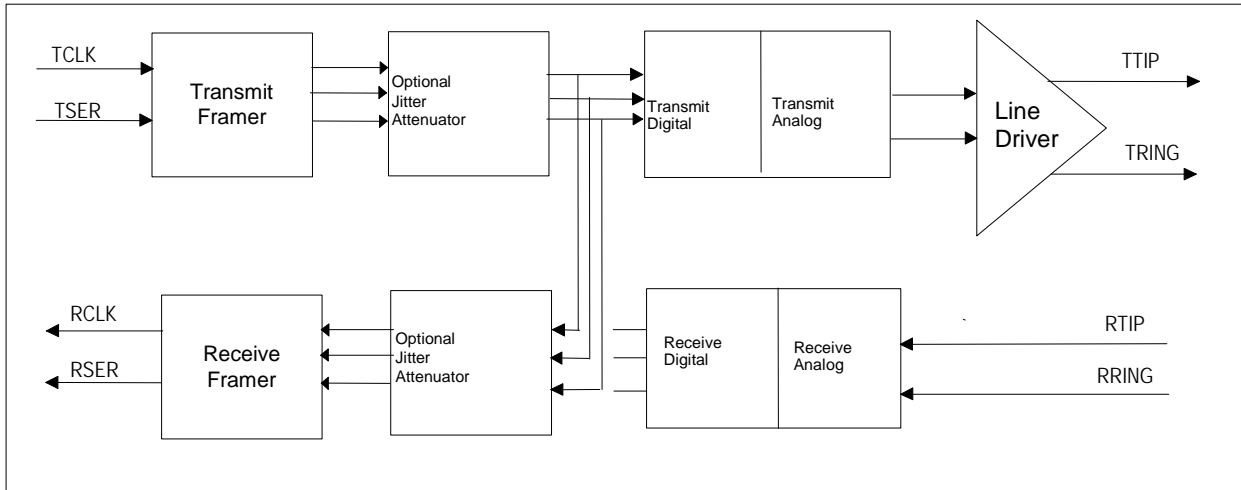 TCLK
TSER
Transmit
Framer
Optional
Jitter
Attenuator
Transmit
Digital
Transmit
Analog
Line
Driver
TTIP
TRING
RCLK
RSER
Receive
Framer
Optional
Jitter
Attenuator
Receive
Digital
Receive
Analog
RTIP
RRING